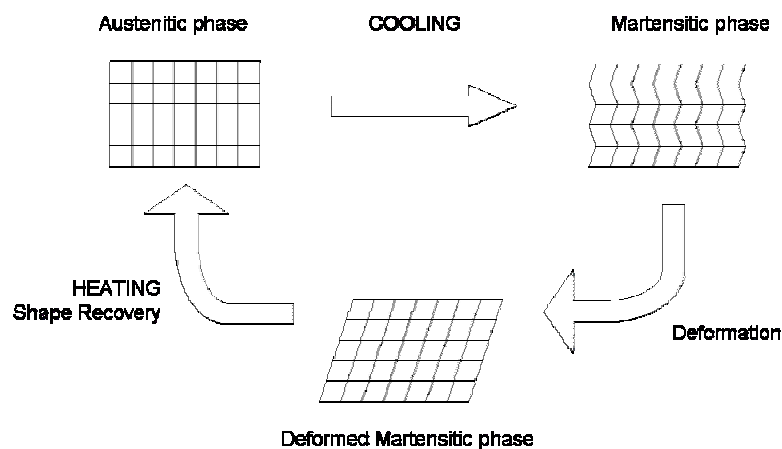 Austenitic phase
COOLING
Martensitic phase
HEATING
Shape Recovery
Deformation
Deformed Martensitic phase